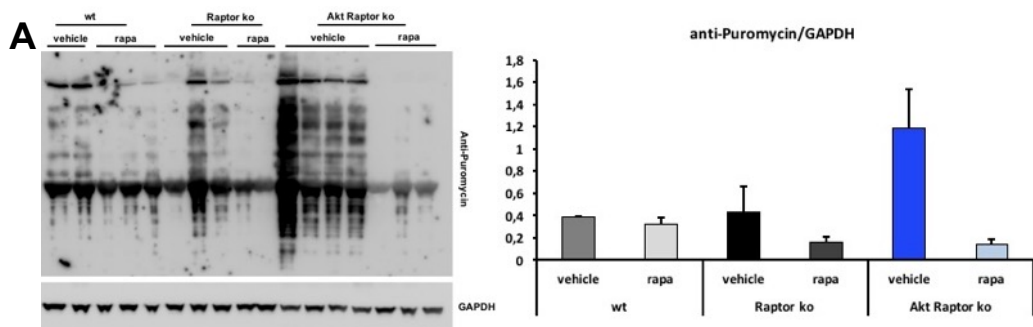 A
wt Raptor ko Akt Raptor ko
vehicle rapa vehicle rapa vehicle rapa
Anti-Puromycin
GAPDH
anti-Puromycin/GAPDH
1,8
1,6
1,4
1,2
1
0,8
0,6
0,4
0,2
0
vehicle rapa vehicle rapa vehicle rapa
wt Raptor ko Akt Raptor ko